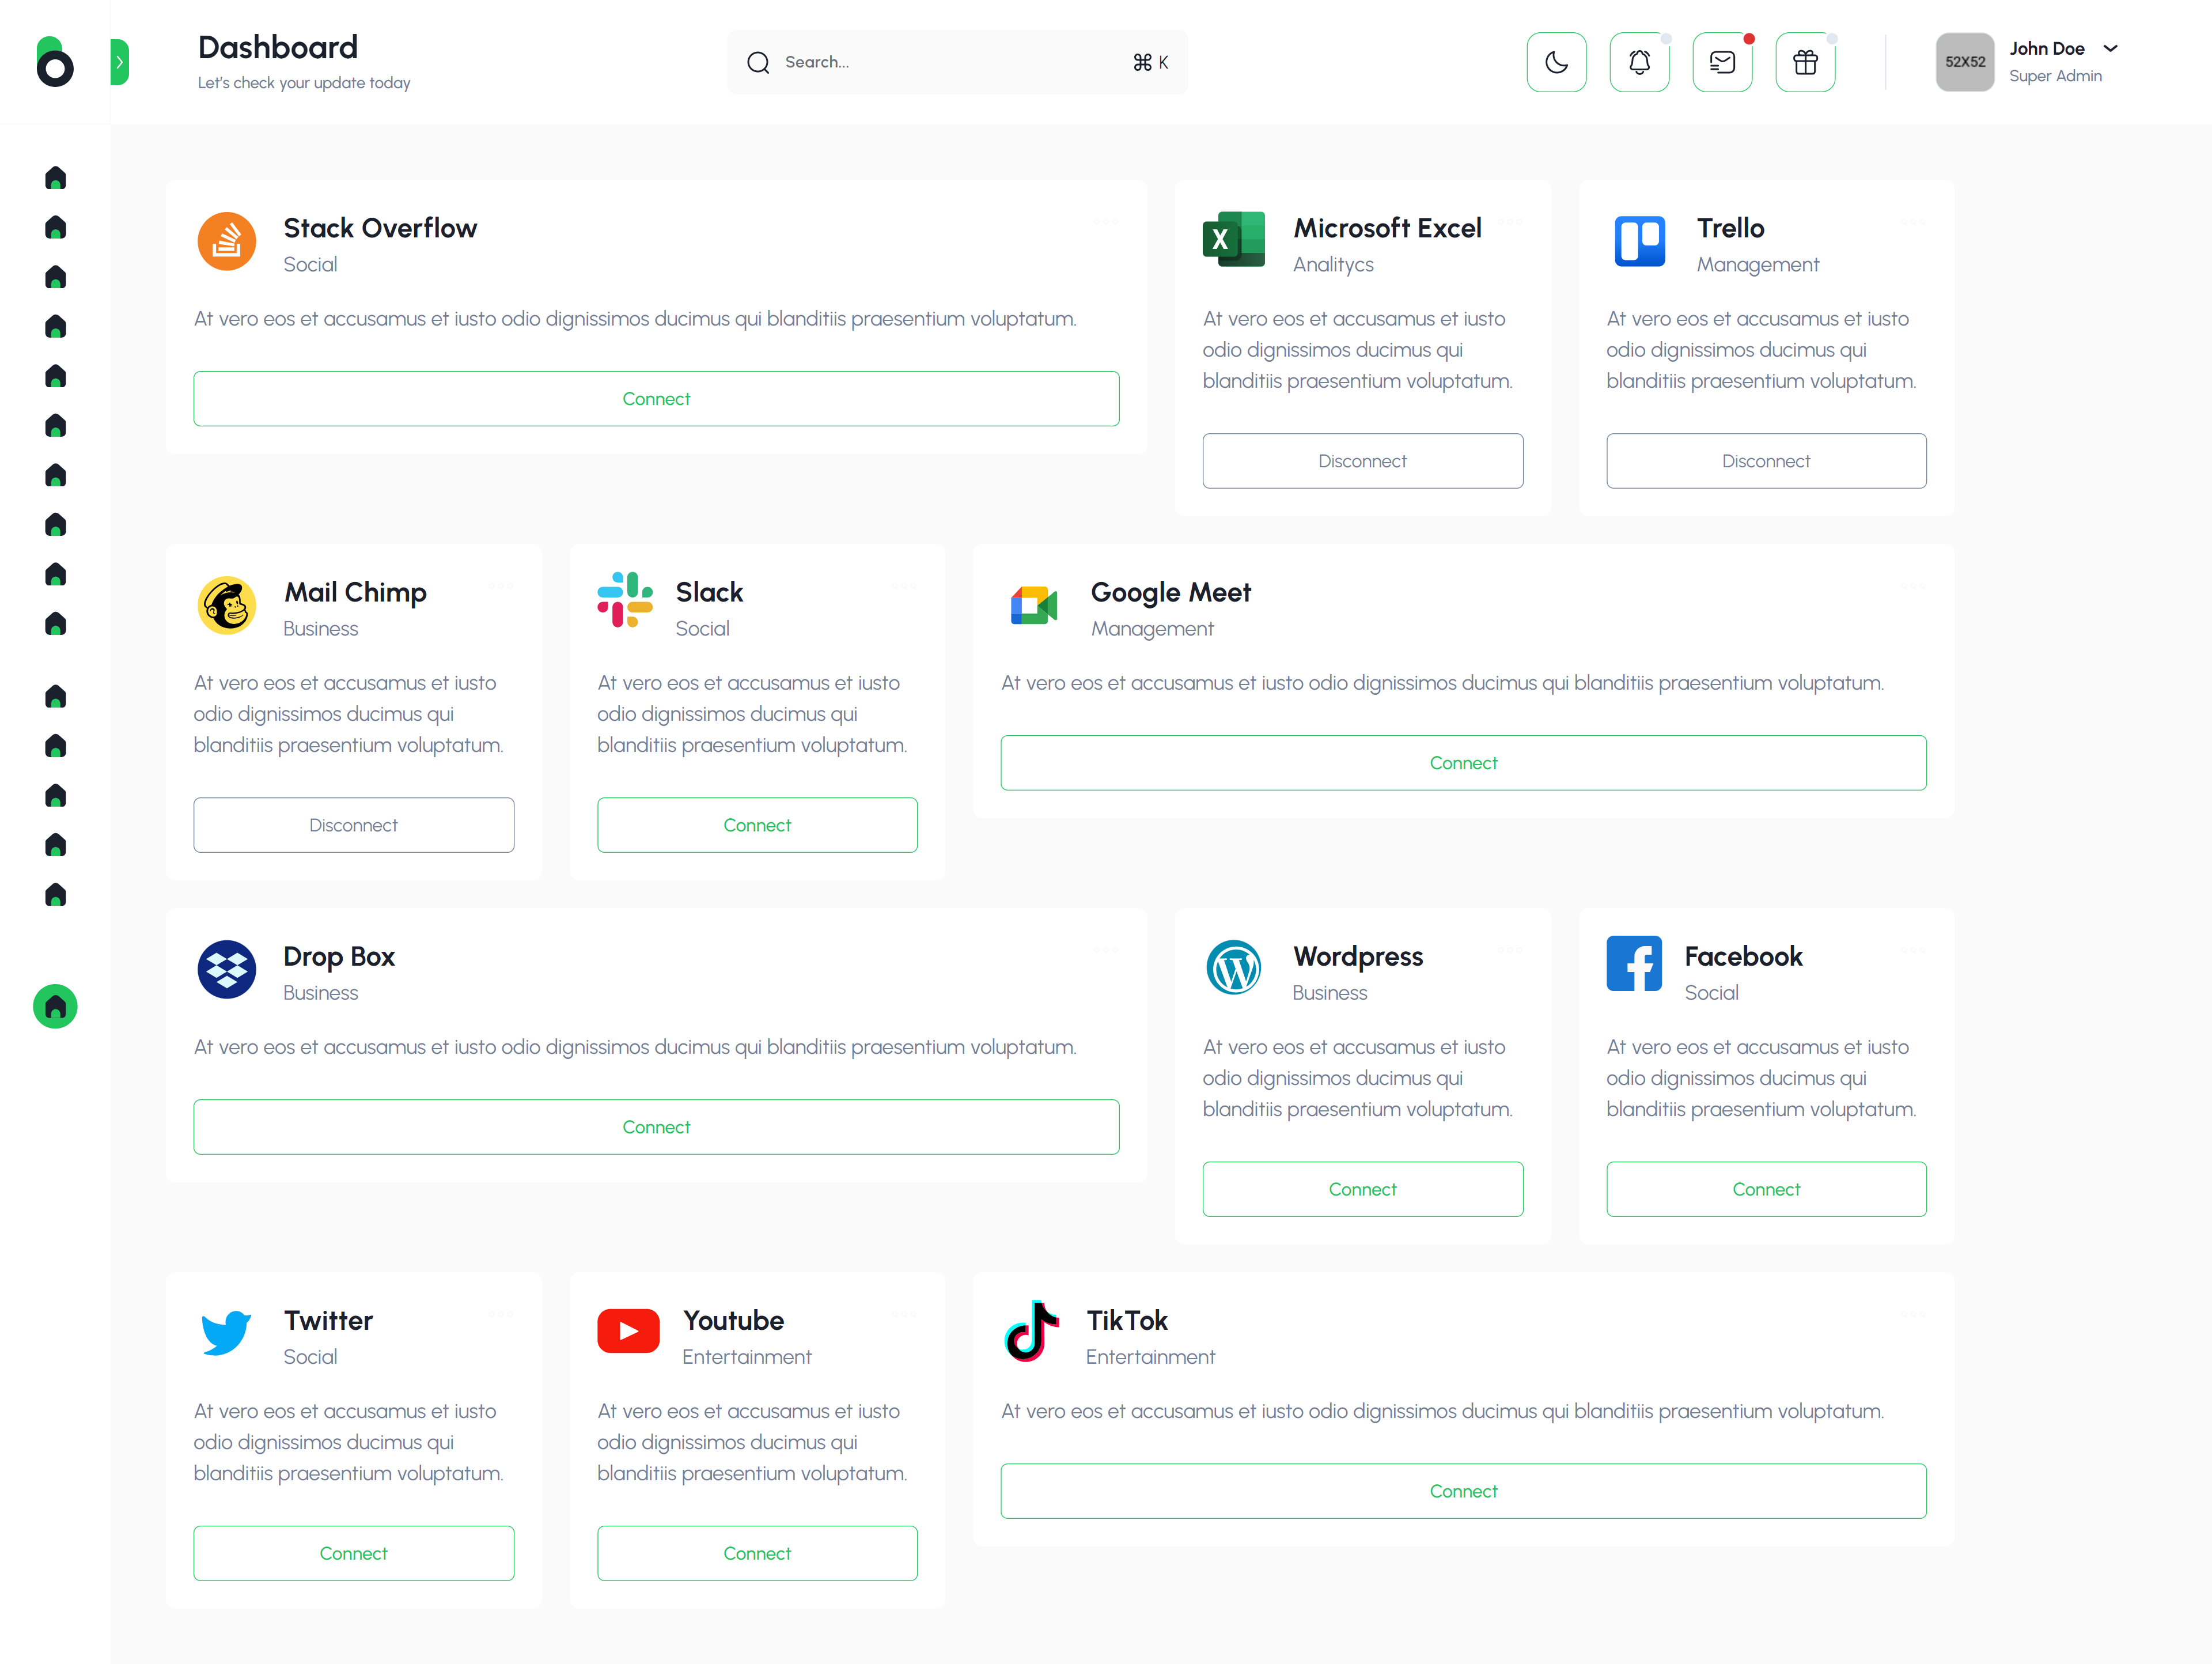 Dashboard
Let's check your update today
Search...
⌘ K
52X52
John Doe
Super Admin
Stack Overflow
Social
At vero eos et accusamus et iusto odio dignissimos ducimus qui blanditiis praesentium voluptatum.
Connect
Microsoft Excel
Analitycs
At vero eos et accusamus et iusto
odio dignissimos ducimus qui
blanditiis praesentium voluptatum.
Disconnect
Trello
Management
At vero eos et accusamus et iusto
odio dignissimos ducimus qui
blanditiis praesentium voluptatum.
Disconnect
Mail Chimp
Business
At vero eos et accusamus et iusto
odio dignissimos ducimus qui
blanditiis praesentium voluptatum.
Disconnect
Slack
Social
At vero eos et accusamus et iusto
odio dignissimos ducimus qui
blanditiis praesentium voluptatum.
Connect
Google Meet
Management
At vero eos et accusamus et iusto odio dignissimos ducimus qui blanditiis praesentium voluptatum.
Connect
Drop Box
Business
At vero eos et accusamus et iusto odio dignissimos ducimus qui blanditiis praesentium voluptatum.
Connect
Wordpress
Business
At vero eos et accusamus et iusto
odio dignissimos ducimus qui
blanditiis praesentium voluptatum.
Connect
Facebook
Social
At vero eos et accusamus et iusto
odio dignissimos ducimus qui
blanditiis praesentium voluptatum.
Connect
Twitter
Social
At vero eos et accusamus et iusto
odio dignissimos ducimus qui
blanditiis praesentium voluptatum.
Connect
Youtube
Entertainment
At vero eos et accusamus et iusto
odio dignissimos ducimus qui
blanditiis praesentium voluptatum.
Connect
TikTok
Entertainment
At vero eos et accusamus et iusto odio dignissimos ducimus qui blanditiis praesentium voluptatum.
Connect